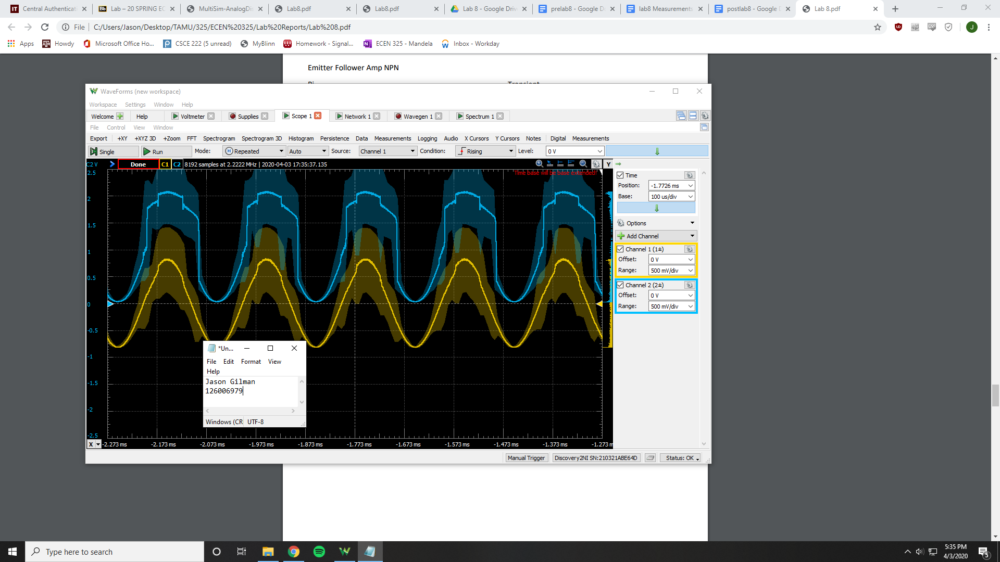 Central Authenticat
Lab – 20 SPRING EC
MultiSim-AnalogDis
Lab8.pdf
Lab8.pdf
Lab 8 - Google Driv
prelab8 - Google D
lab8 Measurements
postlab8 - Google D
Lab 8.pdf
File
C:/Users/Jason/Desktop/TAMU/325/ECEN%20325/Lab%20Reports/Lab%208.pdf
Apps
Howdy
Microsoft Office Ho...
CSCE 222 (5 unread)
MyBlinn
Homework - Signal...
ECEN 325 - Mandela
Inbox - Workday
Emitter Follower Amp NPN
Transient
WaveForms (new workspace)
Workspace Settings Window Help
Welcome Help Voltmeter Supplies Scope 1 Network 1 Wavegen 1 Spectrum 1
File Control View Window
Export +XY +XYZ 3D +Zoom FFT Spectrogram Spectrogram 3D Histogram Persistence Data Measurements Logging Audio X Cursors Y Cursors Notes Digital Measurements
Single Run Mode: Repeated Auto Source: Channel 1 Condition: Rising Level: 0 V
C2 V Done C1 C2 8192 samples at 2.2222 MHz | 2020-04-03 17:35:37.135 Y
Time base will be base extended!
2.5
2
1.5
1
0.5
0
-0.5
-1
-1.5
-2
-2.5
X -2.273 ms -2.173 ms -2.073 ms -1.973 ms -1.873 ms -1.773 ms -1.673 ms -1.573 ms -1.473 ms -1.373 ms -1.273 m
Time
Position: -1.7726 ms
Base: 100 us/div
Options
Add Channel
Channel 1 (1±)
Offset: 0 V
Range: 500 mV/div
Channel 2 (2±)
Offset: 0 V
Range: 500 mV/div
*Un...
File Edit Format View
Help
Jason Gilman
126006979
Windows (CR UTF-8
Manual Trigger Discovery2NI SN:210321ABE64D Status: OK
Type here to search
5:35 PM
4/3/2020
5